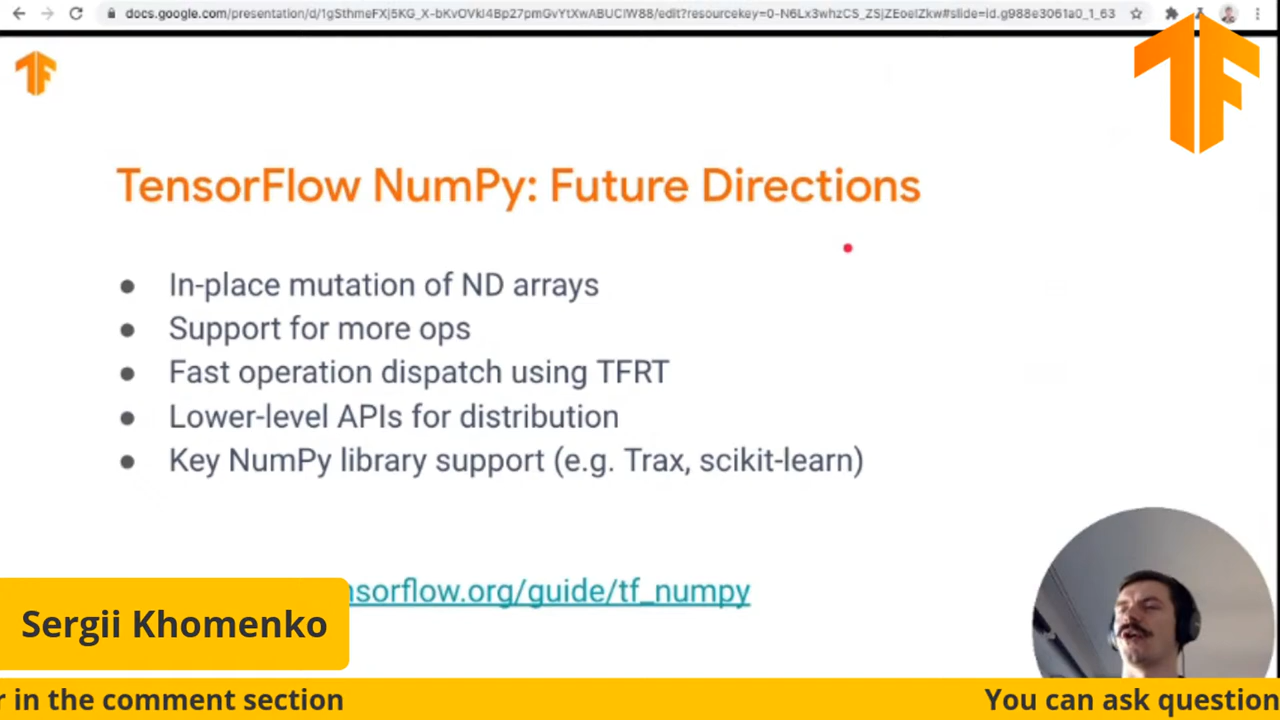 docs.google.com/presentation/d/1gSthmeFXj5KG_X-bKvOVkI4Bp27pmGvYtXwABUCIW88/edit?resourcekey=0-N6Lx3whzCS_ZSjZEoelZkw#slide=id.g988e3061a0_1_63
TensorFlow NumPy: Future Directions
● In-place mutation of ND arrays
● Support for more ops
● Fast operation dispatch using TFRT
● Lower-level APIs for distribution
● Key NumPy library support (e.g. Trax, scikit-learn)
nsorflow.org/guide/tf_numpy
Sergii Khomenko
r in the comment section You can ask question